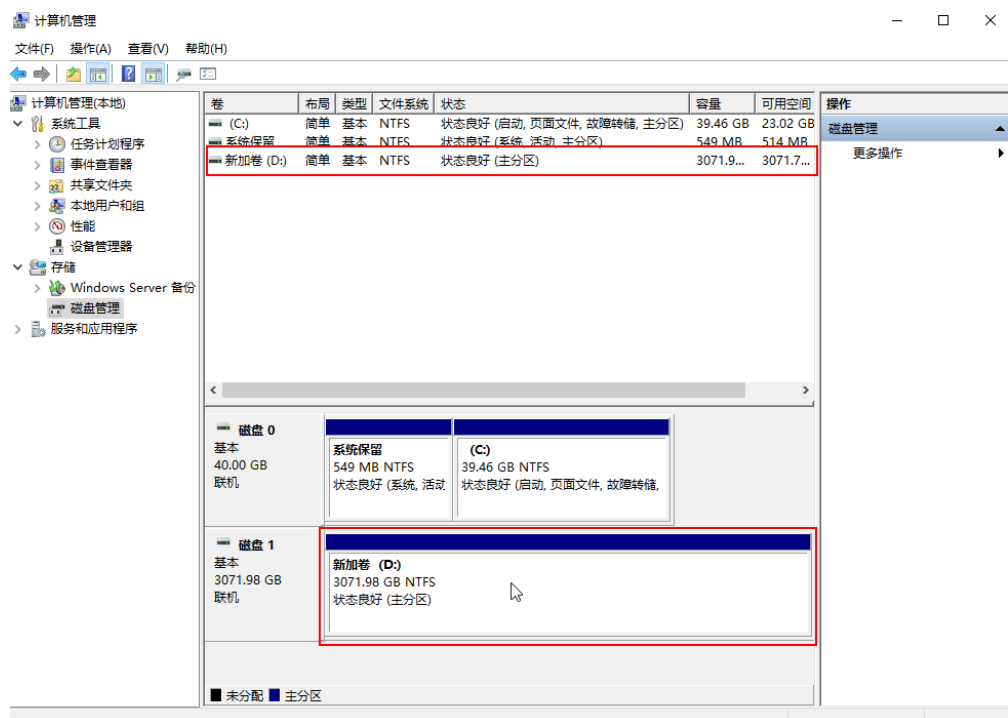 计算机管理
文件(F) 操作(A) 查看(V) 帮助(H)
计算机管理(本地)
系统工具
任务计划程序
事件查看器
共享文件夹
本地用户和组
性能
设备管理器
存储
Windows Server 备份
磁盘管理
服务和应用程序
卷 布局 类型 文件系统 状态 容量 可用空间
(C:) 简单 基本 NTFS 状态良好 (启动, 页面文件, 故障转储, 主分区) 39.46 GB 23.02 GB
系统保留 简单 基本 NTFS 状态良好 (系统, 活动, 主分区) 549 MB 514 MB
新加卷 (D:) 简单 基本 NTFS 状态良好 (主分区) 3071.9... 3071.7...
操作
磁盘管理
更多操作
磁盘 0
基本
40.00 GB
联机
系统保留
549 MB NTFS
状态良好 (系统, 活动
(C:)
39.46 GB NTFS
状态良好 (启动, 页面文件, 故障转储,
磁盘 1
基本
3071.98 GB
联机
新加卷 (D:)
3071.98 GB NTFS
状态良好 (主分区)
未分配 主分区